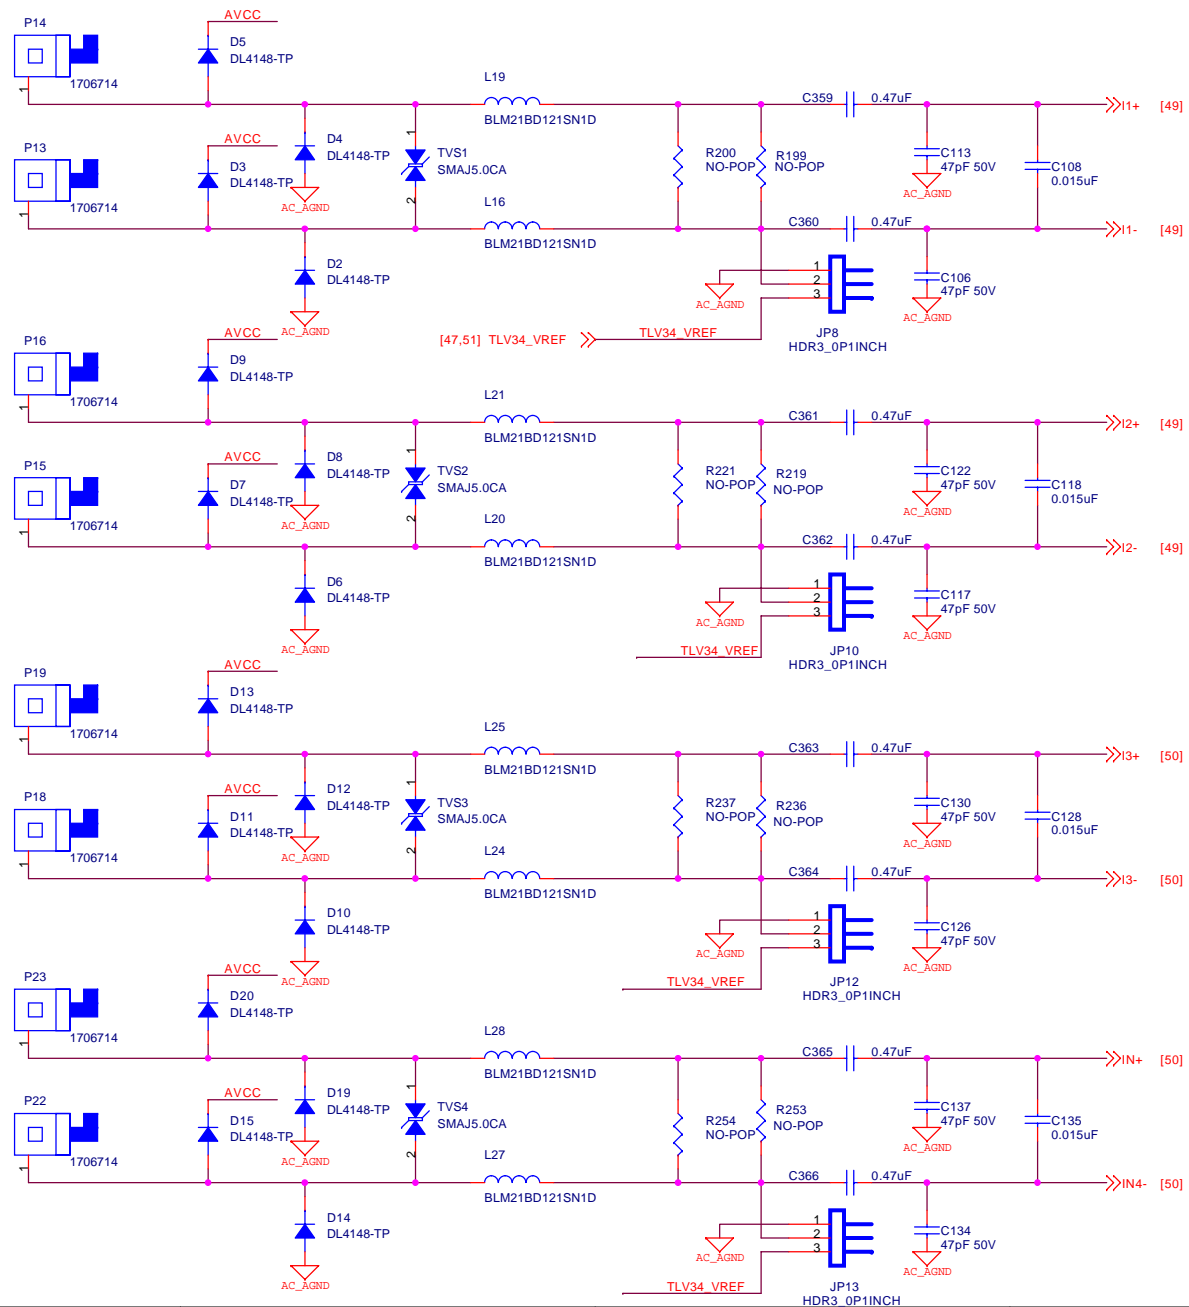 P14
1706714
1
AVCC
D5
DL4148-TP
L19
BLM21BD121SN1D
C359
0.47uF
I1+ [49]
P13
1706714
1
AVCC
D3
DL4148-TP
D4
DL4148-TP
AC_AGND
1
TVS1
SMAJ5.0CA
2
R200
NO-POP
R199
NO-POP
C113
47pF 50V
AC_AGND
C108
0.015uF
L16
BLM21BD121SN1D
C360
0.47uF
I1- [49]
D2
DL4148-TP
AC_AGND
AC_AGND
1
2
3
JP8
HDR3_0P1INCH
C106
47pF 50V
AC_AGND
[47,51] TLV34_VREF
TLV34_VREF
P16
1706714
1
AVCC
D9
DL4148-TP
L21
BLM21BD121SN1D
C361
0.47uF
I2+ [49]
P15
1706714
1
AVCC
D7
DL4148-TP
D8
DL4148-TP
AC_AGND
1
TVS2
SMAJ5.0CA
2
R221
NO-POP
R219
NO-POP
C122
47pF 50V
AC_AGND
C118
0.015uF
L20
BLM21BD121SN1D
C362
0.47uF
I2- [49]
D6
DL4148-TP
AC_AGND
AC_AGND
1
2
3
JP10
HDR3_0P1INCH
C117
47pF 50V
AC_AGND
TLV34_VREF
P19
1706714
1
AVCC
D13
DL4148-TP
L25
BLM21BD121SN1D
C363
0.47uF
I3+ [50]
P18
1706714
1
AVCC
D11
DL4148-TP
D12
DL4148-TP
AC_AGND
1
TVS3
SMAJ5.0CA
2
R237
NO-POP
R236
NO-POP
C130
47pF 50V
AC_AGND
C128
0.015uF
L24
BLM21BD121SN1D
C364
0.47uF
I3- [50]
D10
DL4148-TP
AC_AGND
AC_AGND
1
2
3
JP12
HDR3_0P1INCH
C126
47pF 50V
AC_AGND
TLV34_VREF
P23
1706714
1
AVCC
D20
DL4148-TP
L28
BLM21BD121SN1D
C365
0.47uF
IN+ [50]
P22
1706714
1
AVCC
D15
DL4148-TP
D19
DL4148-TP
AC_AGND
1
TVS4
SMAJ5.0CA
2
R254
NO-POP
R253
NO-POP
C137
47pF 50V
AC_AGND
C135
0.015uF
L27
BLM21BD121SN1D
C366
0.47uF
IN4- [50]
D14
DL4148-TP
AC_AGND
AC_AGND
1
2
3
JP13
HDR3_0P1INCH
C134
47pF 50V
AC_AGND
TLV34_VREF